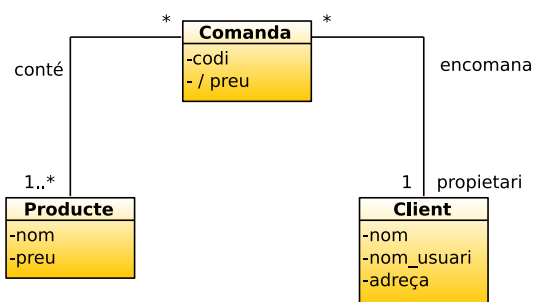 * Comanda *
-codi
- / preu
conté
encomana
1..*
1 propietari
Producte
-nom
-preu
Client
-nom
-nom_usuari
-adreça